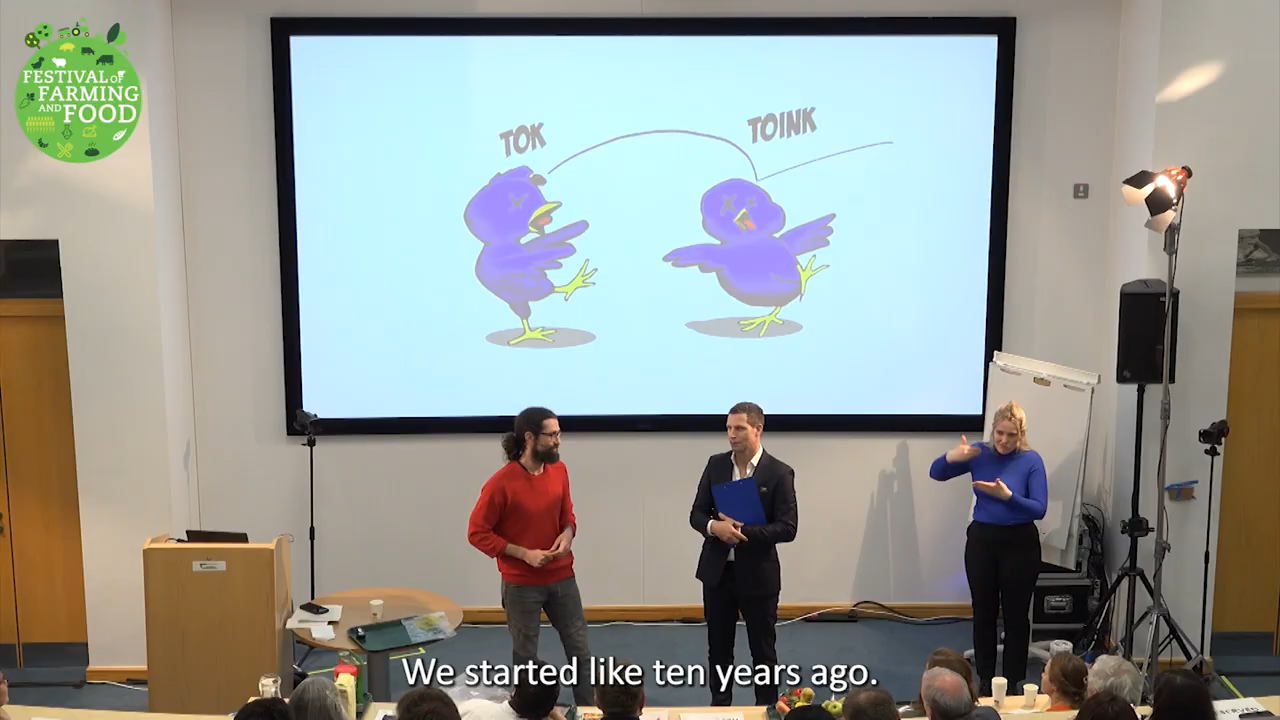 FESTIVAL of
FARMING
AND FOOD
TOK
TOINK
We started like ten years ago.